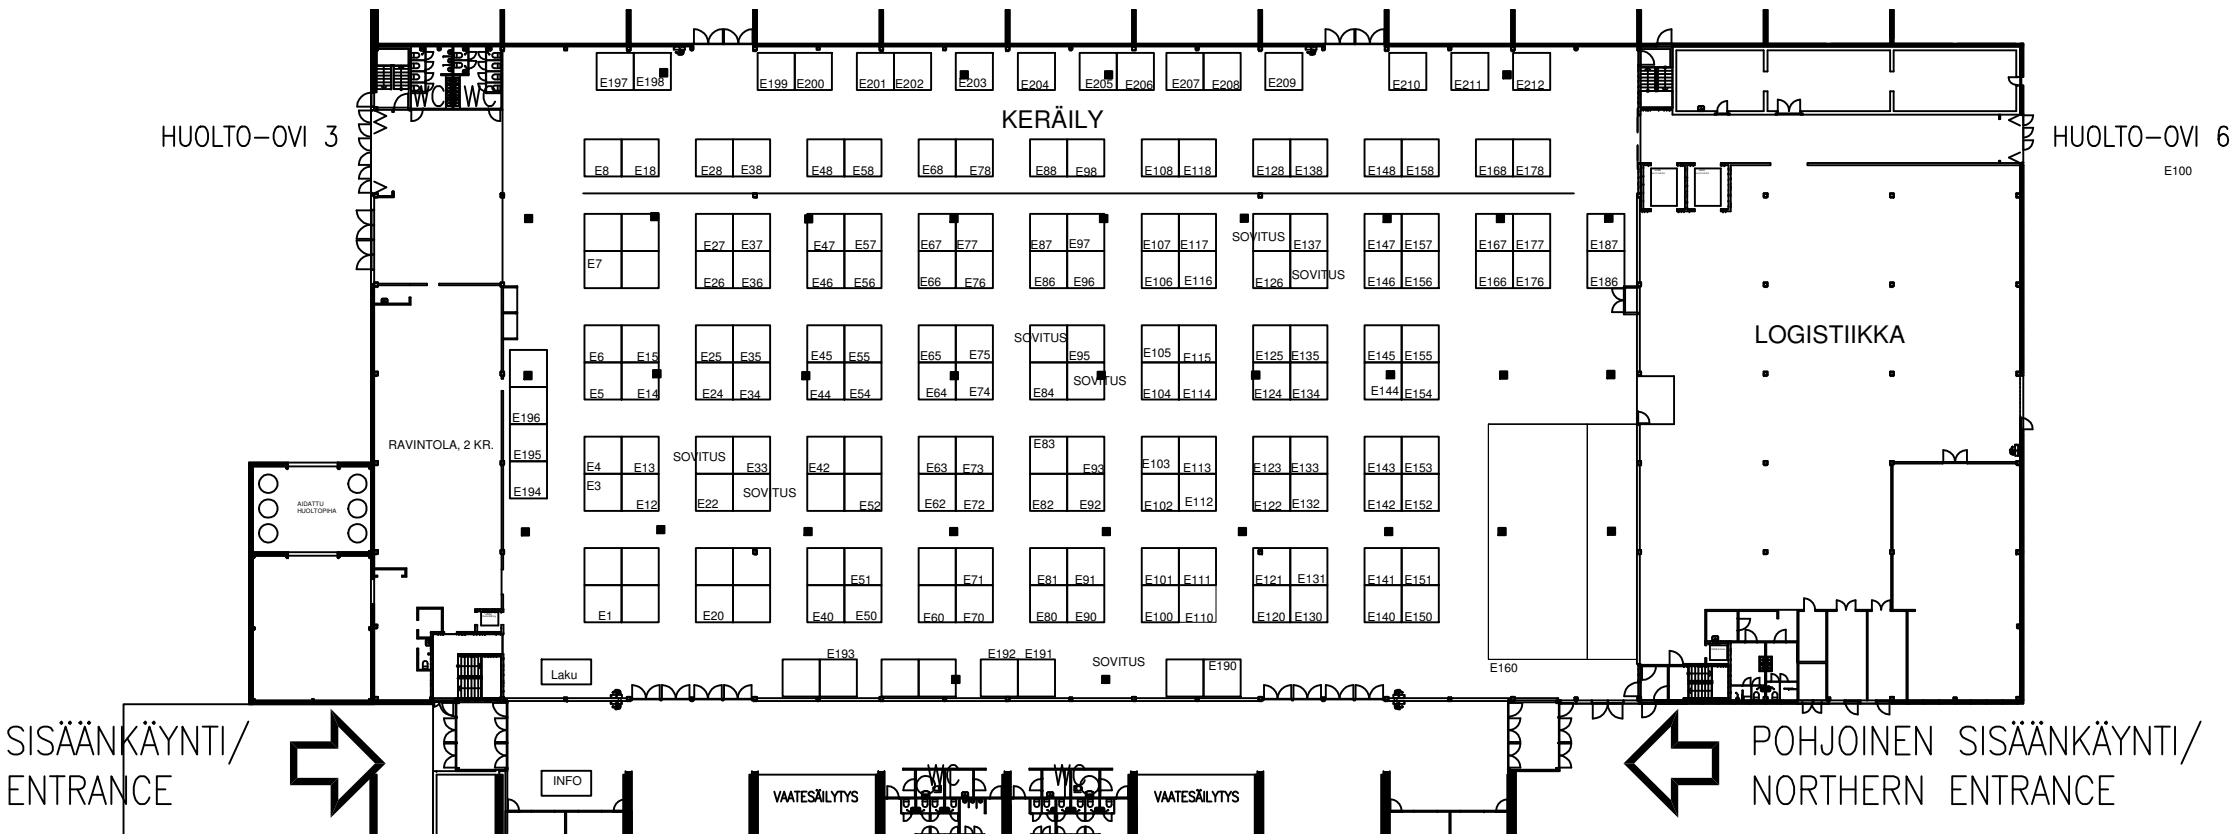 E197 E198 E199 E200 E201 E202 E203 E204 E205 E206 E207 E208 E209 E210 E211 E212
WC WC
KERÄILY
HUOLTO-OVI 3
HUOLTO-OVI 6
E8 E18 E28 E38 E48 E58 E68 E78 E88 E98 E108 E118 E128 E138 E148 E158 E168 E178
E100
SOVITUS
E27 E37 E47 E57 E67 E77 E87 E97 E107 E117 E137 E147 E157 E167 E177 E187
E7
SOVITUS
E26 E36 E46 E56 E66 E76 E86 E96 E106 E116 E126 E146 E156 E166 E176 E186
SOVITUS
LOGISTIIKKA
E6 E15 E25 E35 E45 E55 E65 E75 E95 E105 E115 E125 E135 E145 E155
SOVITUS
E5 E14 E24 E34 E44 E54 E64 E74 E84 E104 E114 E124 E134 E144 E154
E196
RAVINTOLA, 2 KR.
E83
E195
SOVITUS
E4 E13 E33 E42 E63 E73 E93 E103 E113 E123 E133 E143 E153
E3
E194
SOVITUS
E12 E22 E52 E62 E72 E82 E92 E102 E112 E122 E132 E142 E152
AIDATTU
HUOLTOPIHA
E51 E71 E81 E91 E101 E111 E121 E131 E141 E151
E1 E20 E40 E50 E60 E70 E80 E90 E100 E110 E120 E130 E140 E150
E193 E192 E191 SOVITUS E190 E160
Laku
SISÄÄNKÄYNTI/
ENTRANCE
POHJOINEN SISÄÄNKÄYNTI/
NORTHERN ENTRANCE
INFO
WC WC
VAATESÄILYTYS VAATESÄILYTYS